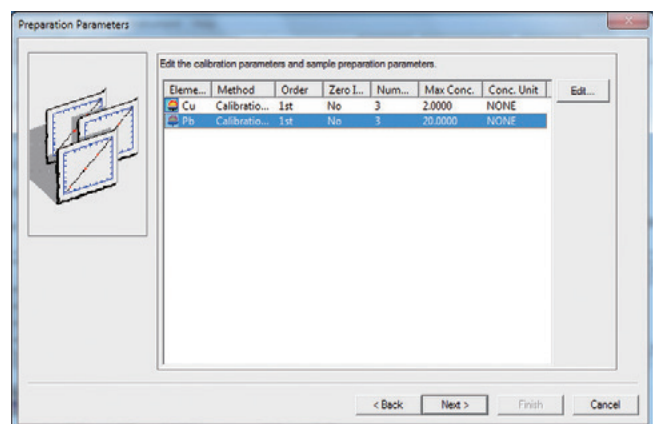 Preparation Parameters
Edit the calibration parameters and sample preparation parameters.
Eleme... Method Order Zero I... Num... Max Conc. Conc. Unit Edit...
Cu Calibratio... 1st No 3 2.0000 NONE
Pb Calibratio... 1st No 3 20.0000 NONE
< Back Next > Finish Cancel